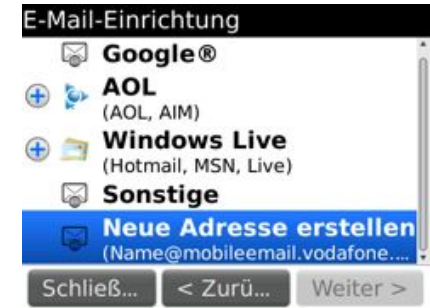 E-Mail-Einrichtung
Google®
AOL
(AOL, AIM)
Windows Live
(Hotmail, MSN, Live)
Sonstige
Neue Adresse erstellen
(Name@mobileemail.vodafone....
Schließ...
< Zurü...
Weiter >